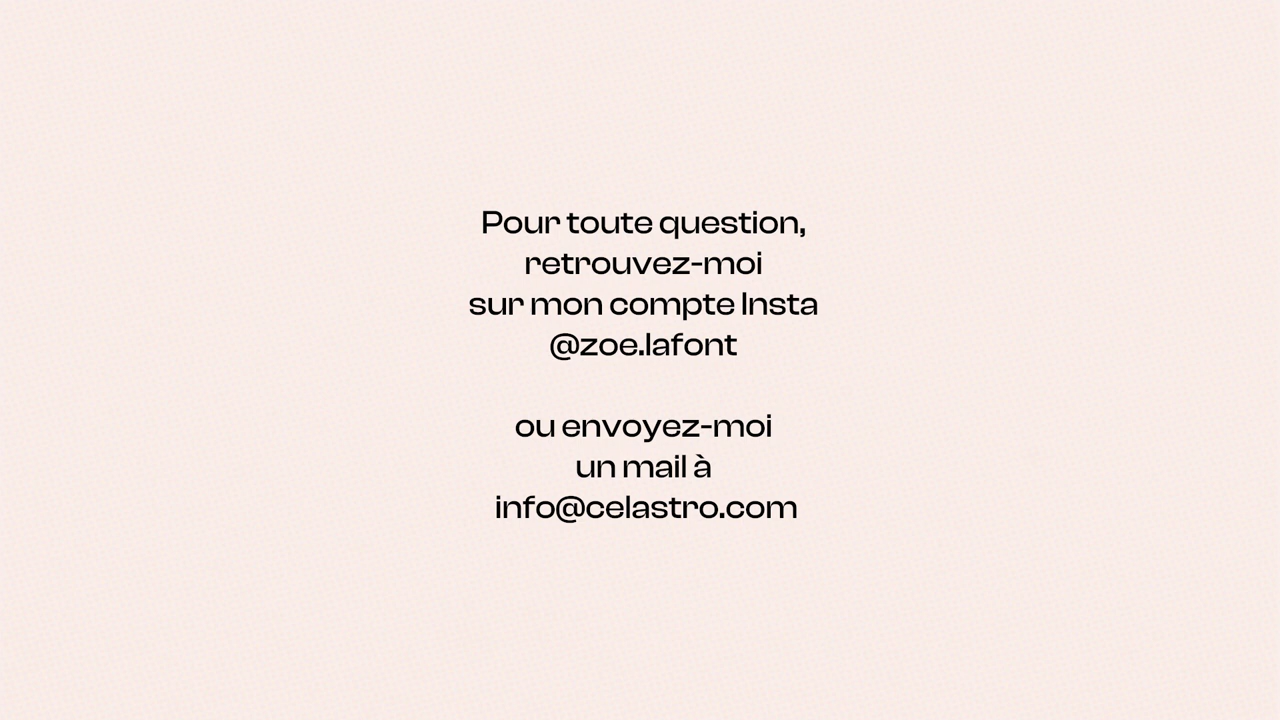 Pour toute question,
retrouvez-moi
sur mon compte Insta
@zoe.lafont
ou envoyez-moi
un mail à
info@celastro.com